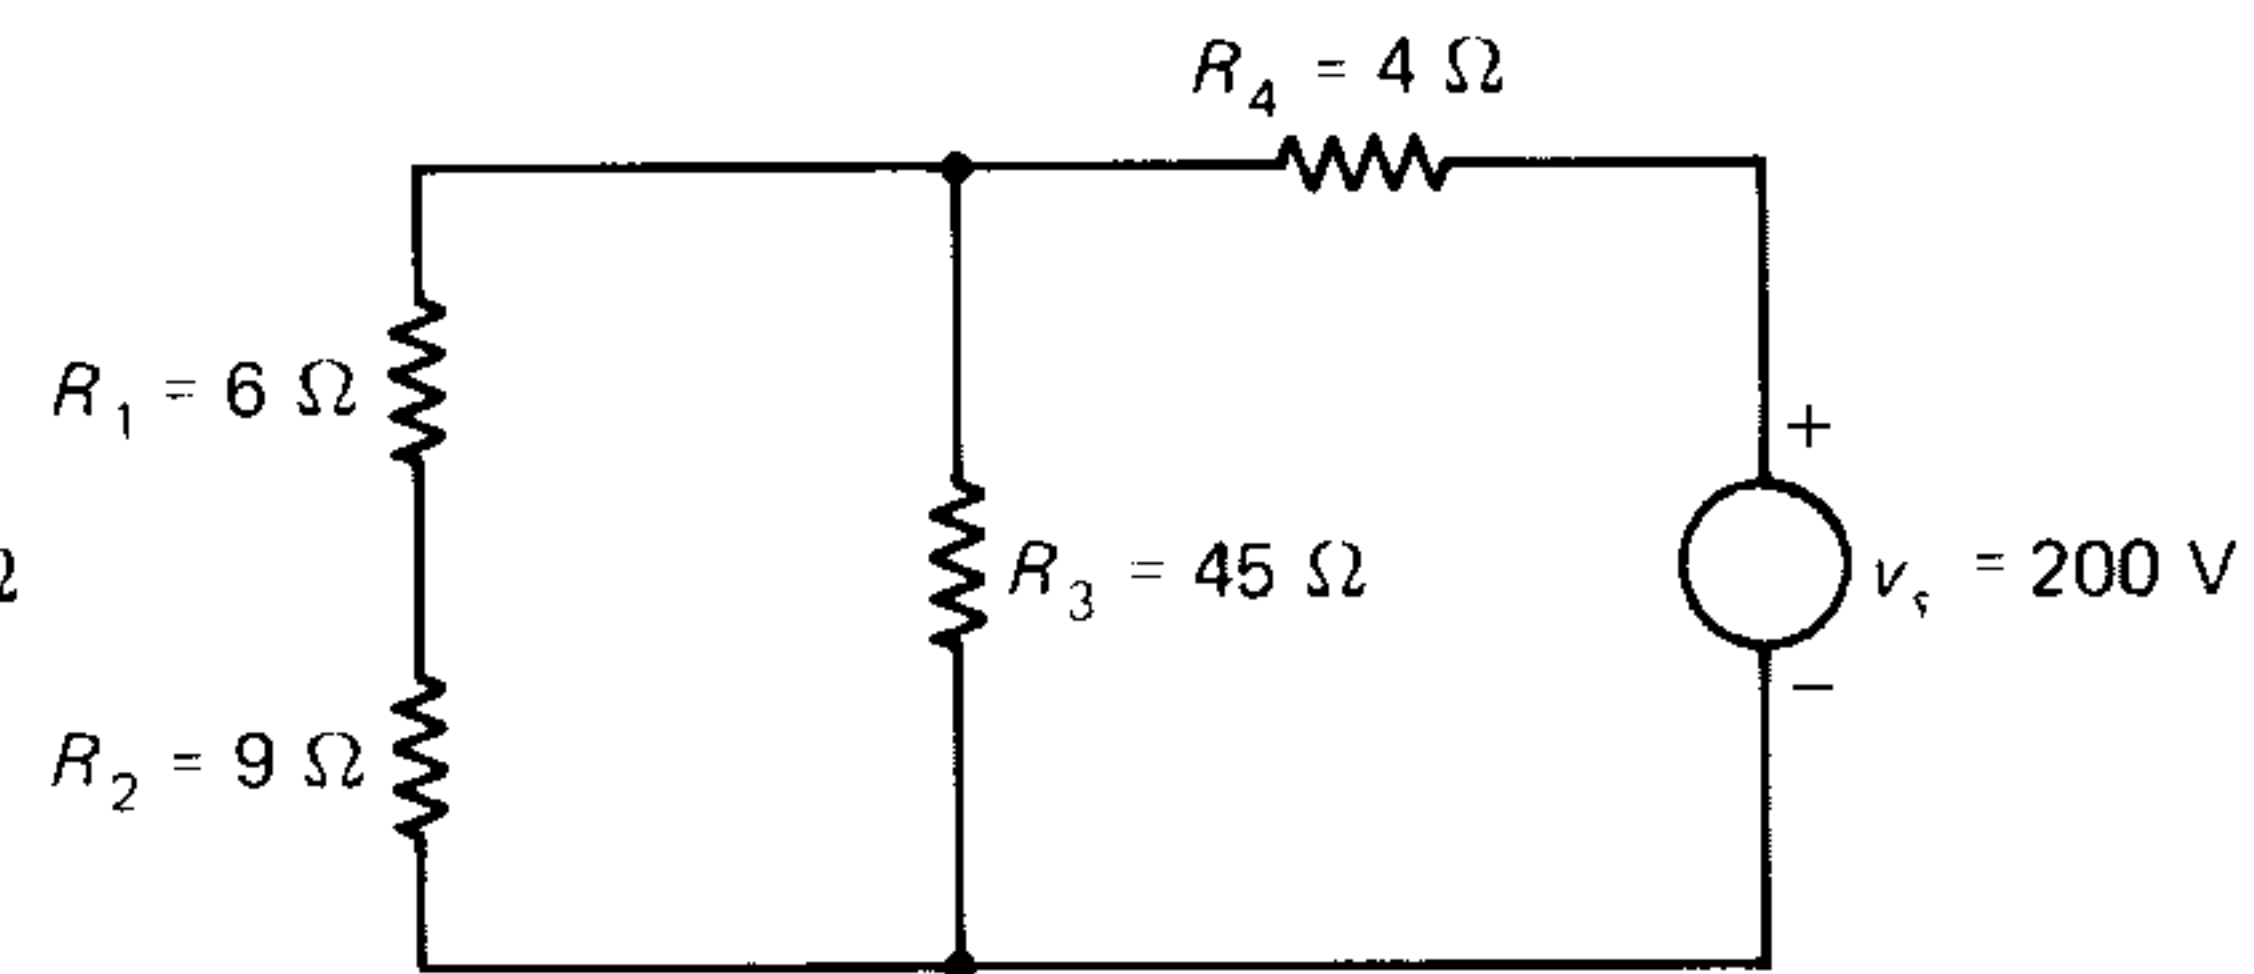 R4 = 4 Ω
R1 = 6 Ω
+
Ω
R3 = 45 Ω
vs = 200 V
−
R2 = 9 Ω